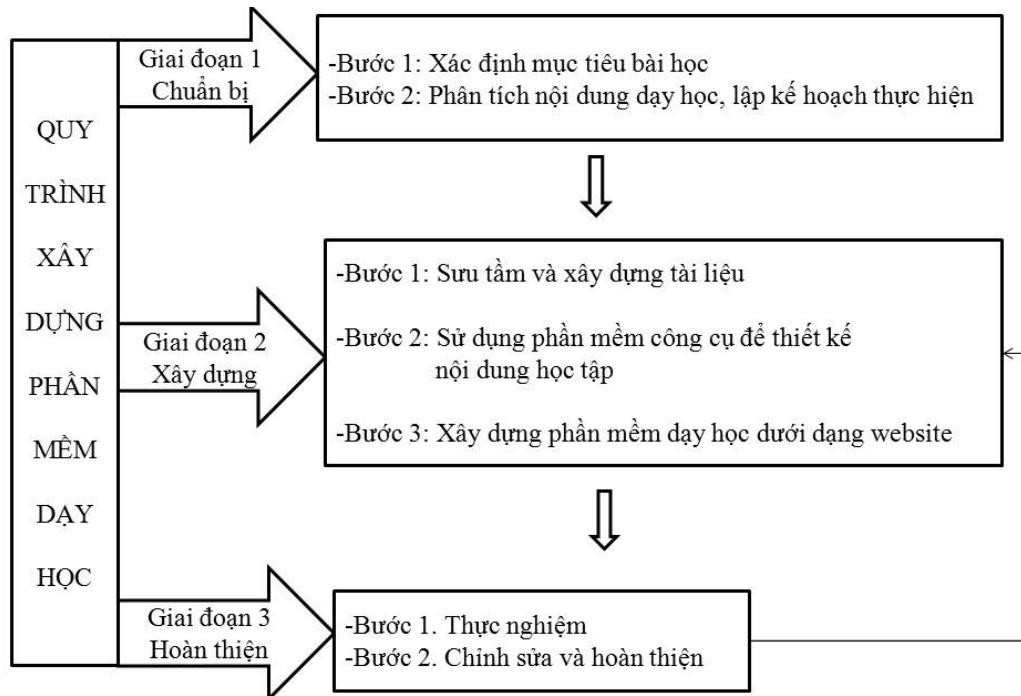 QUY
TRÌNH
XÂY
DỰNG
PHẦN
MỀM
DẠY
HỌC
Giai đoạn 1
Chuẩn bị
-Bước 1: Xác định mục tiêu bài học
-Bước 2: Phân tích nội dung dạy học, lập kế hoạch thực hiện
Giai đoạn 2
Xây dựng
-Bước 1: Sưu tầm và xây dựng tài liệu
-Bước 2: Sử dụng phần mềm công cụ để thiết kế
nội dung học tập
-Bước 3: Xây dựng phần mềm dạy học dưới dạng website
Giai đoạn 3
Hoàn thiện
-Bước 1. Thực nghiệm
-Bước 2. Chỉnh sửa và hoàn thiện